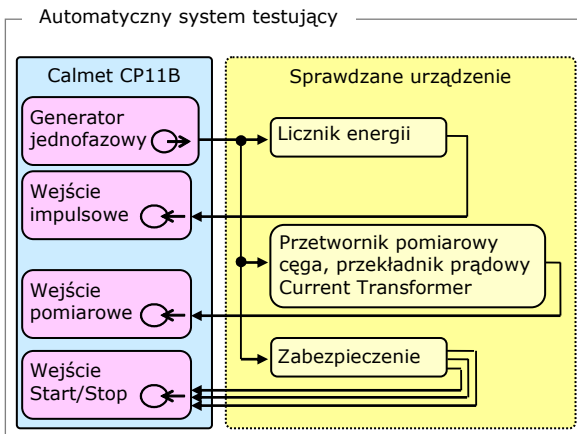 Automatyczny system testujący
Calmet CP11B
Sprawdzane urządzenie
Generator
jednofazowy
Licznik energii
Wejście
impulsowe
Przetwornik pomiarowy
cęga, przekładnik prądowy
Current Transformer
Wejście
pomiarowe
Zabezpieczenie
Wejście
Start/Stop